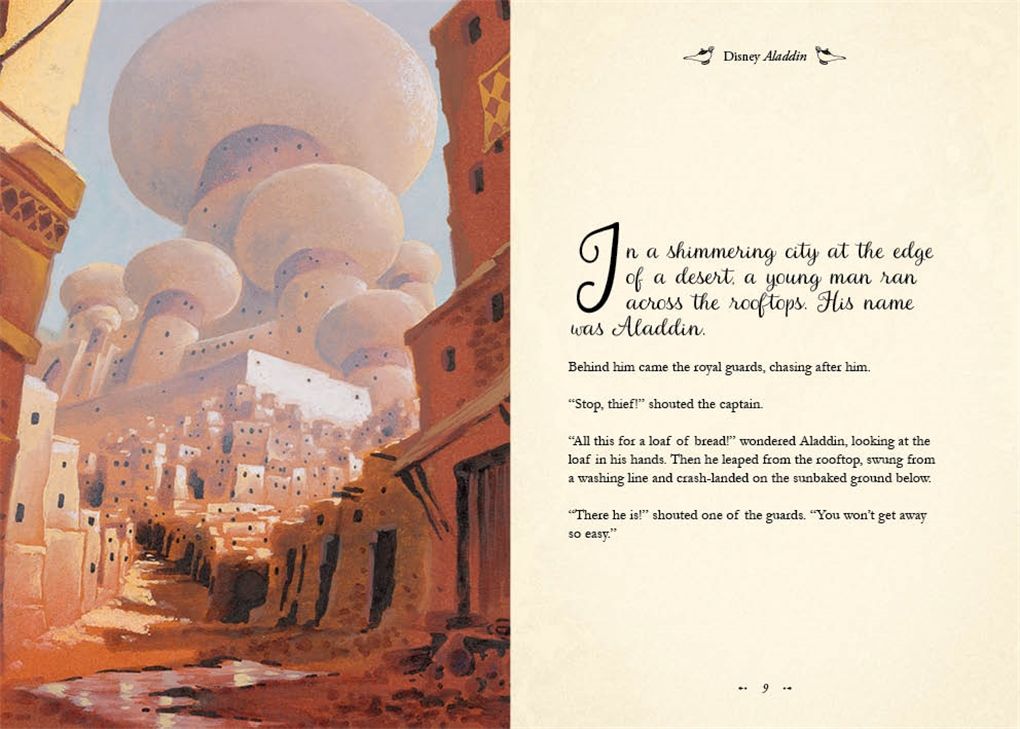 Disney Aladdin
In a shimmering city at the edge
of a desert, a young man ran
across the rooftops. His name
was Aladdin.
Behind him came the royal guards, chasing after him.
“Stop, thief!” shouted the captain.
“All this for a loaf of bread!” wondered Aladdin, looking at the
loaf in his hands. Then he leaped from the rooftop, swung from
a washing line and crash-landed on the sunbaked ground below.
“There he is!” shouted one of the guards. “You won’t get away
so easy.”
9